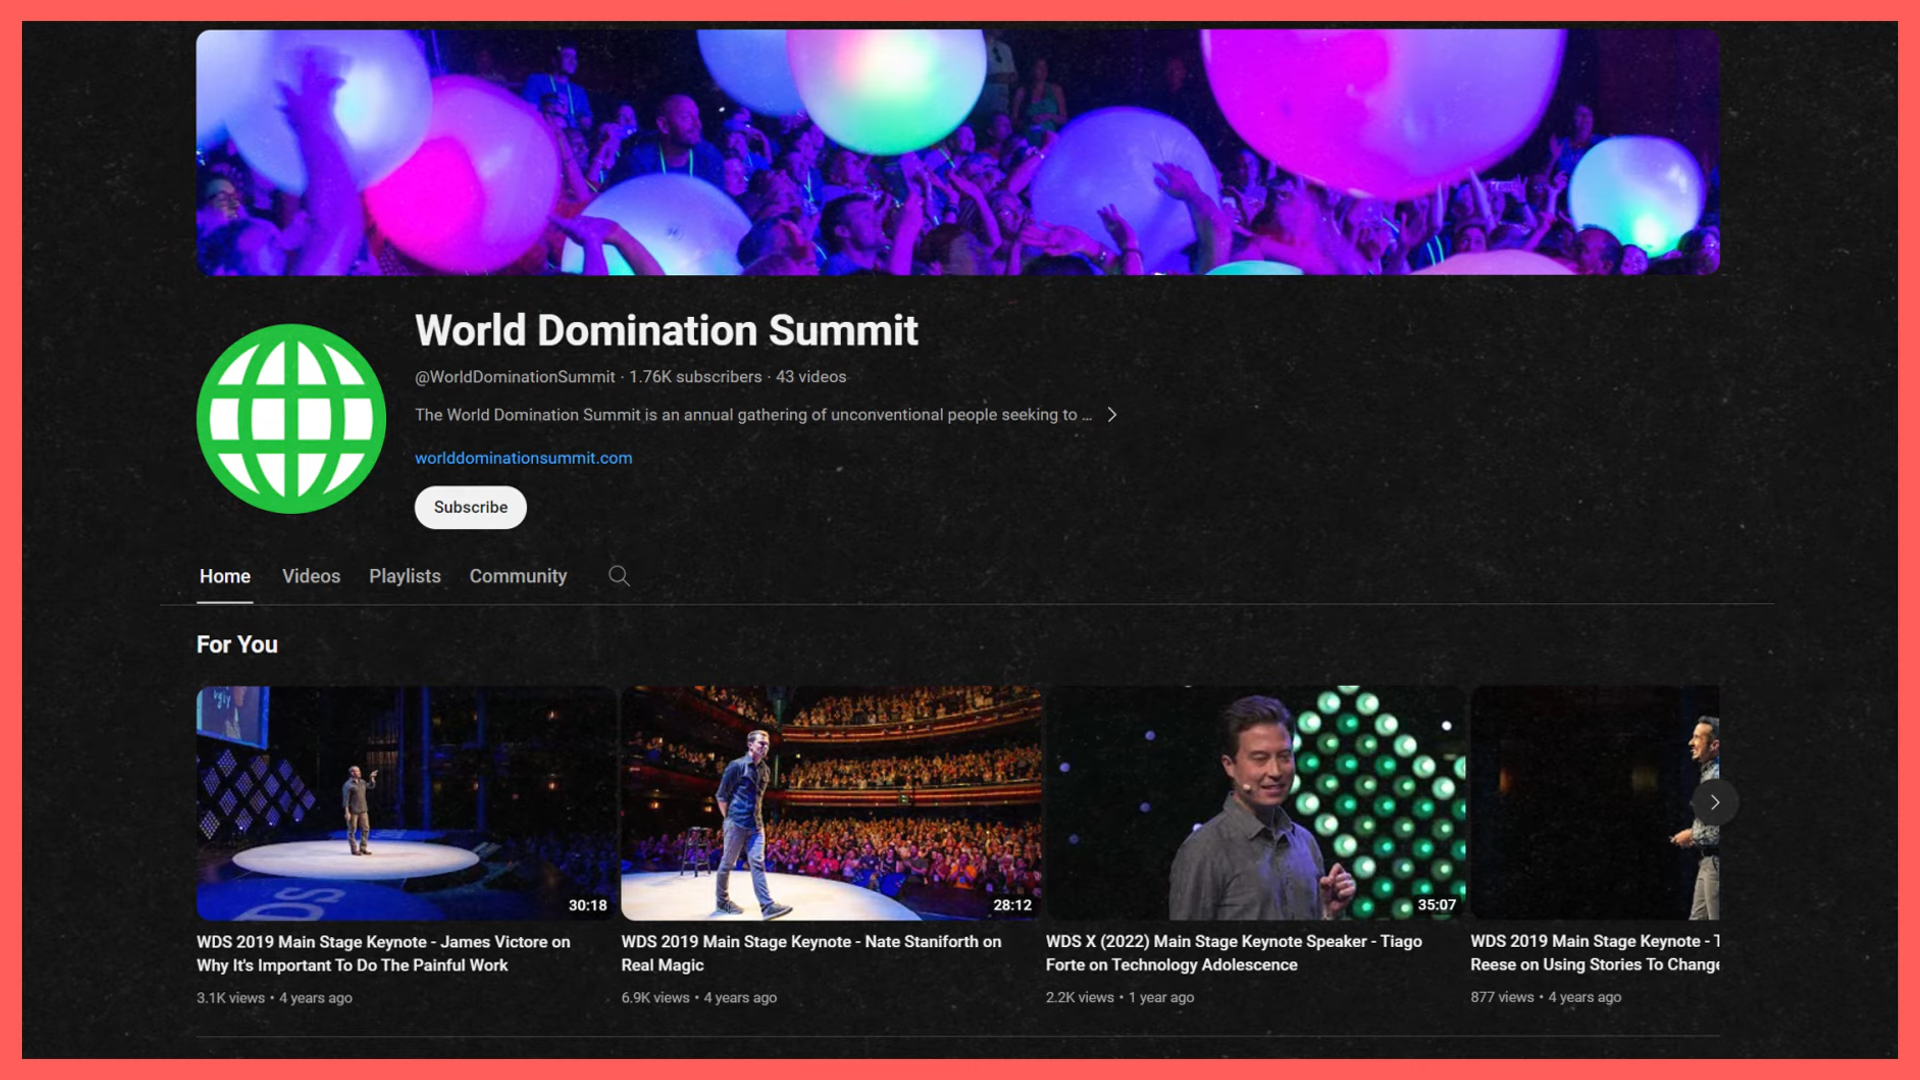 World Domination Summit
@WorldDominationSummit · 1.76K subscribers · 43 videos
The World Domination Summit is an annual gathering of unconventional people seeking to ...
worlddominationsummit.com
Subscribe
Home Videos Playlists Community
For You
30:18
28:12
35:07
WDS 2019 Main Stage Keynote - James Victore on
Why It's Important To Do The Painful Work
3.1K views • 4 years ago
WDS 2019 Main Stage Keynote - Nate Staniforth on
Real Magic
6.9K views • 4 years ago
WDS X (2022) Main Stage Keynote Speaker - Tiago
Forte on Technology Adolescence
2.2K views • 1 year ago
WDS 2019 Main Stage Keynote - T
Reese on Using Stories To Change
877 views • 4 years ago